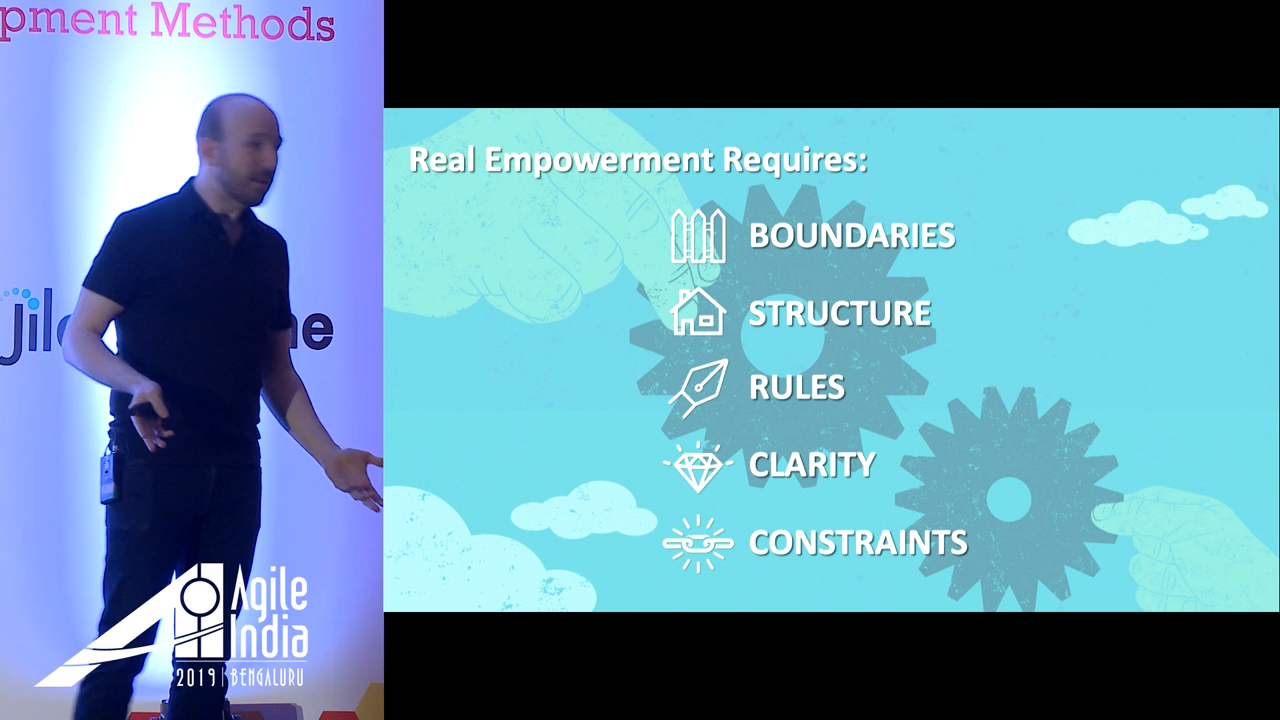 pment Methods
Real Empowerment Requires:
BOUNDARIES
STRUCTURE
RULES
CLARITY
CONSTRAINTS
Agile
India
2019 | BENGALURU